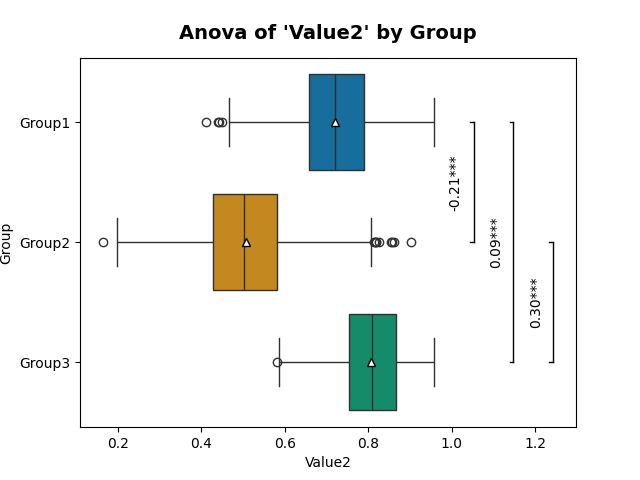 Anova of 'Value2' by Group
Group
Group1
Group2
Group3
-0.21***
0.09***
0.30***
0.2 0.4 0.6 0.8 1.0 1.2
Value2